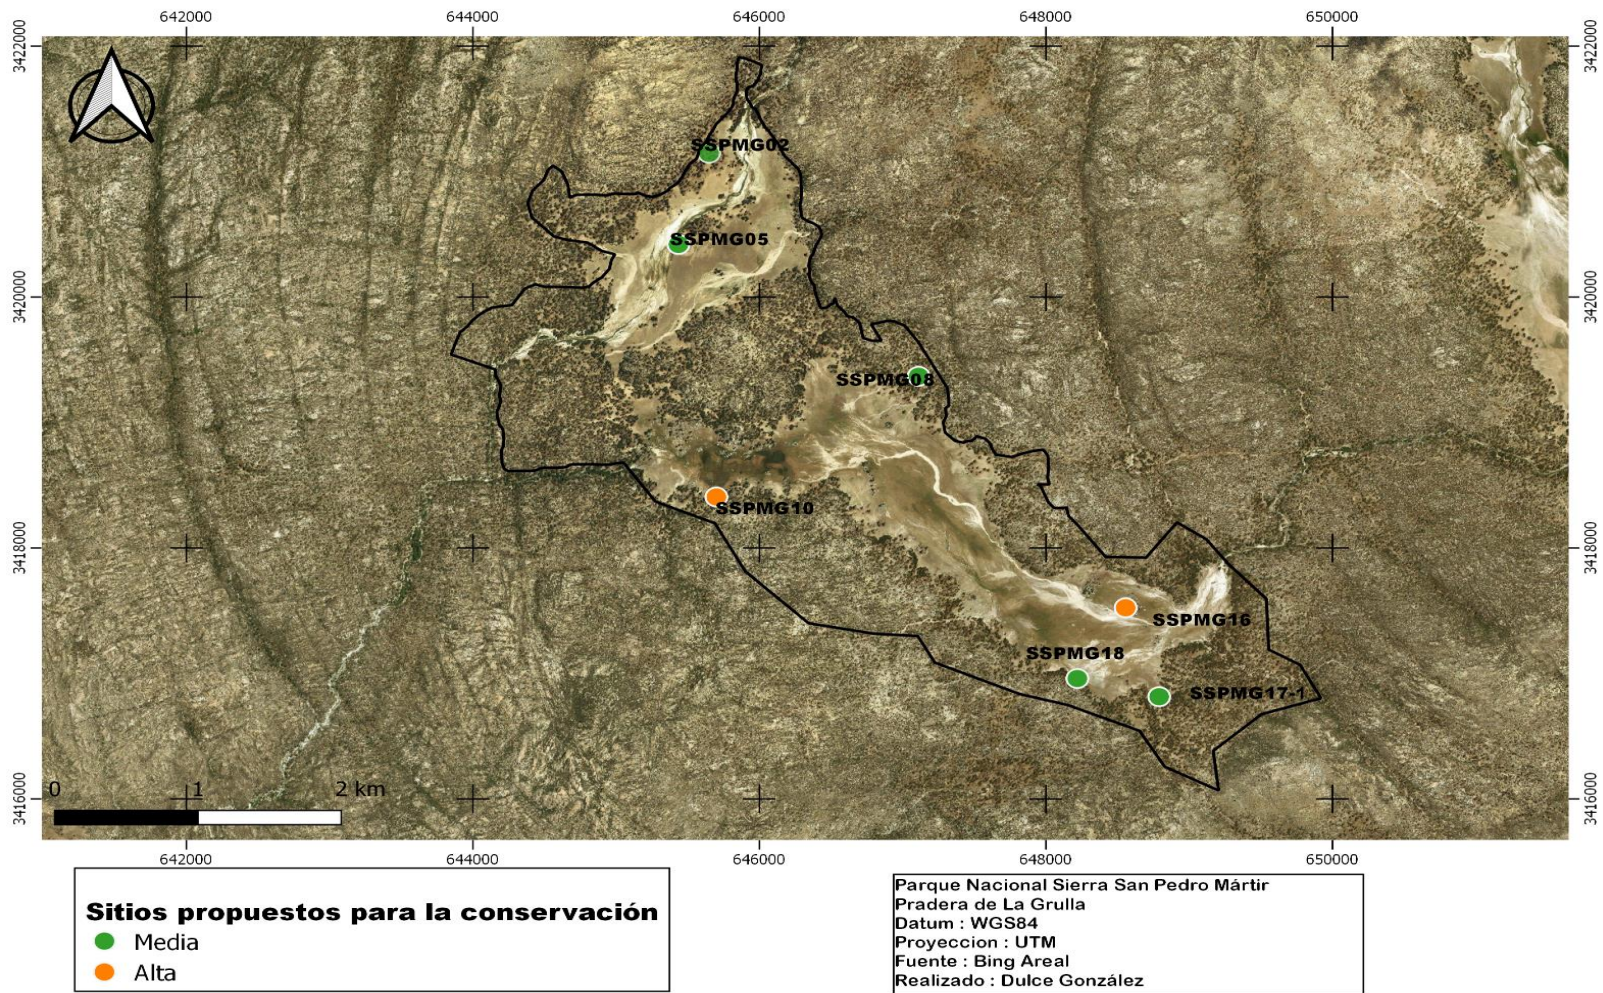 642000 644000 646000 648000 650000
3422000 3422000
SSPMG02
SSPMG05
3420000 3420000
SSPMG08
SSPMG10
3418000 3418000
SSPMG16
SSPMG18
SSPMG17-1
0 1 2 km
3416000 3416000
642000 644000 646000 648000 650000
Sitios propuestos para la conservación
Media
Alta
Parque Nacional Sierra San Pedro Mártir
Pradera de La Grulla
Datum : WGS84
Proyeccion : UTM
Fuente : Bing Areal
Realizado : Dulce González